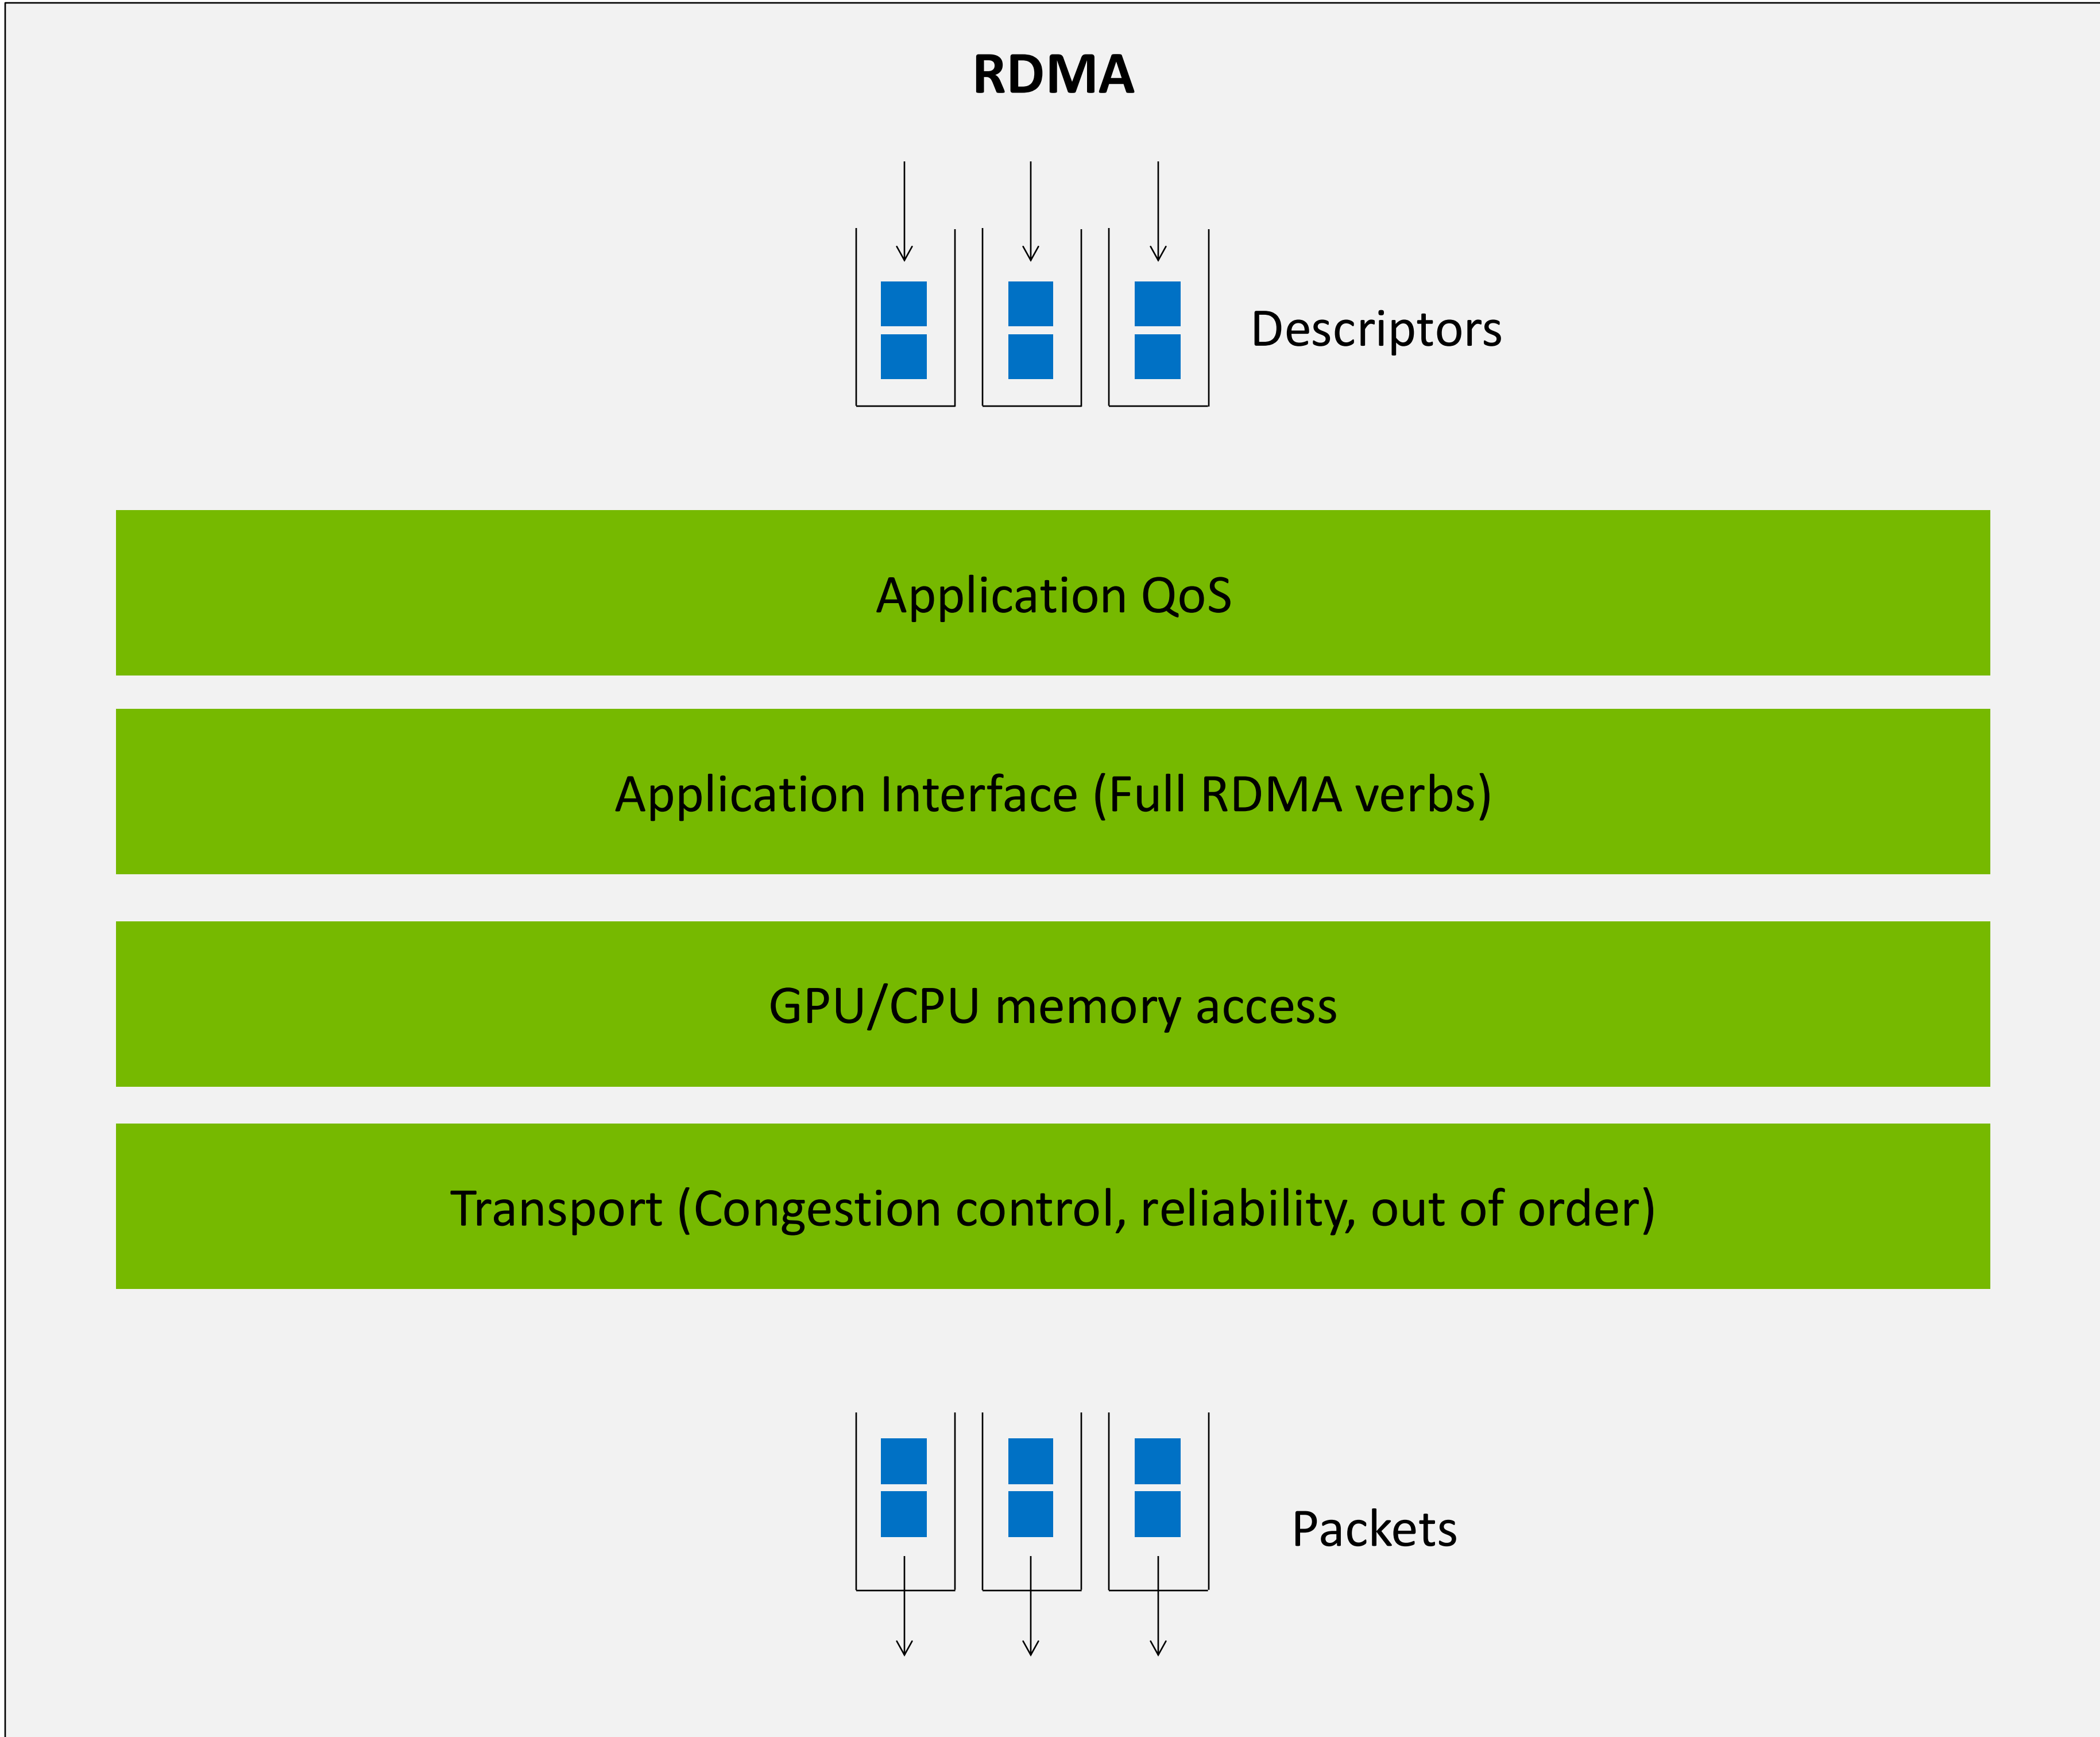 RDMA
Descriptors
Application QoS
Application Interface (Full RDMA verbs)
GPU/CPU memory access
Transport (Congestion control, reliability, out of order)
Packets